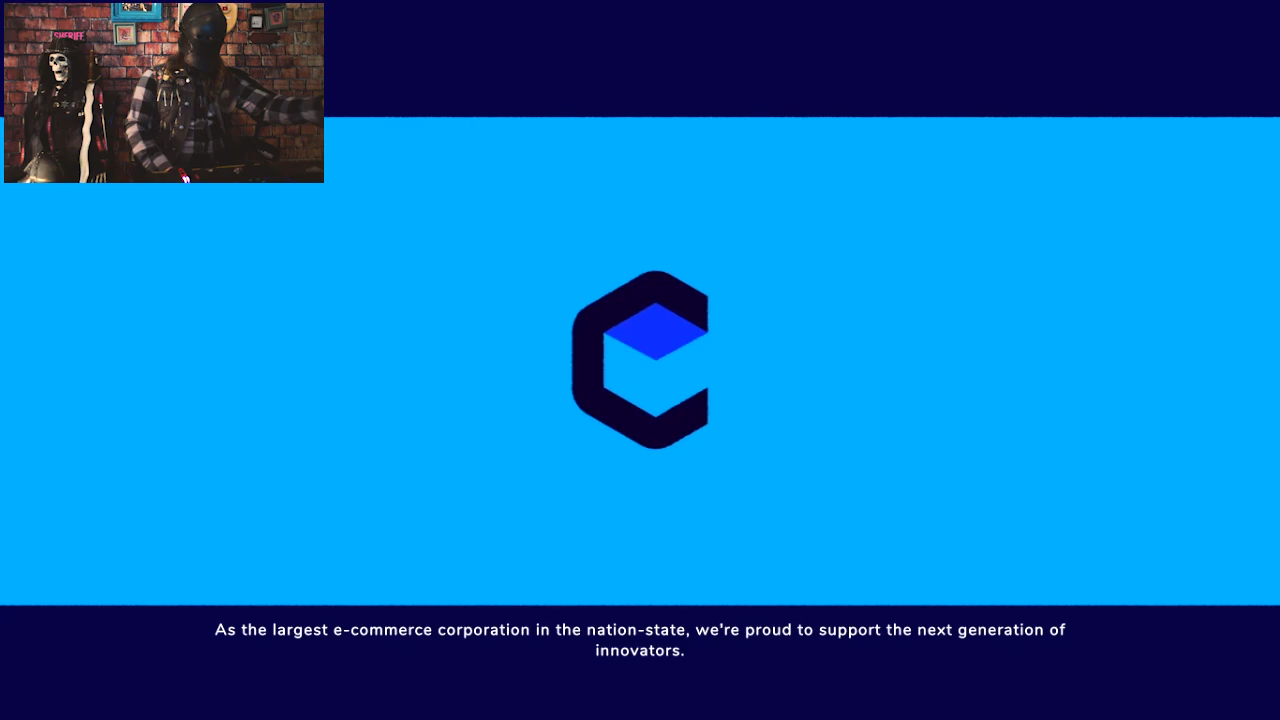 SHERIFF
As the largest e-commerce corporation in the nation-state, we're proud to support the next generation of
innovators.